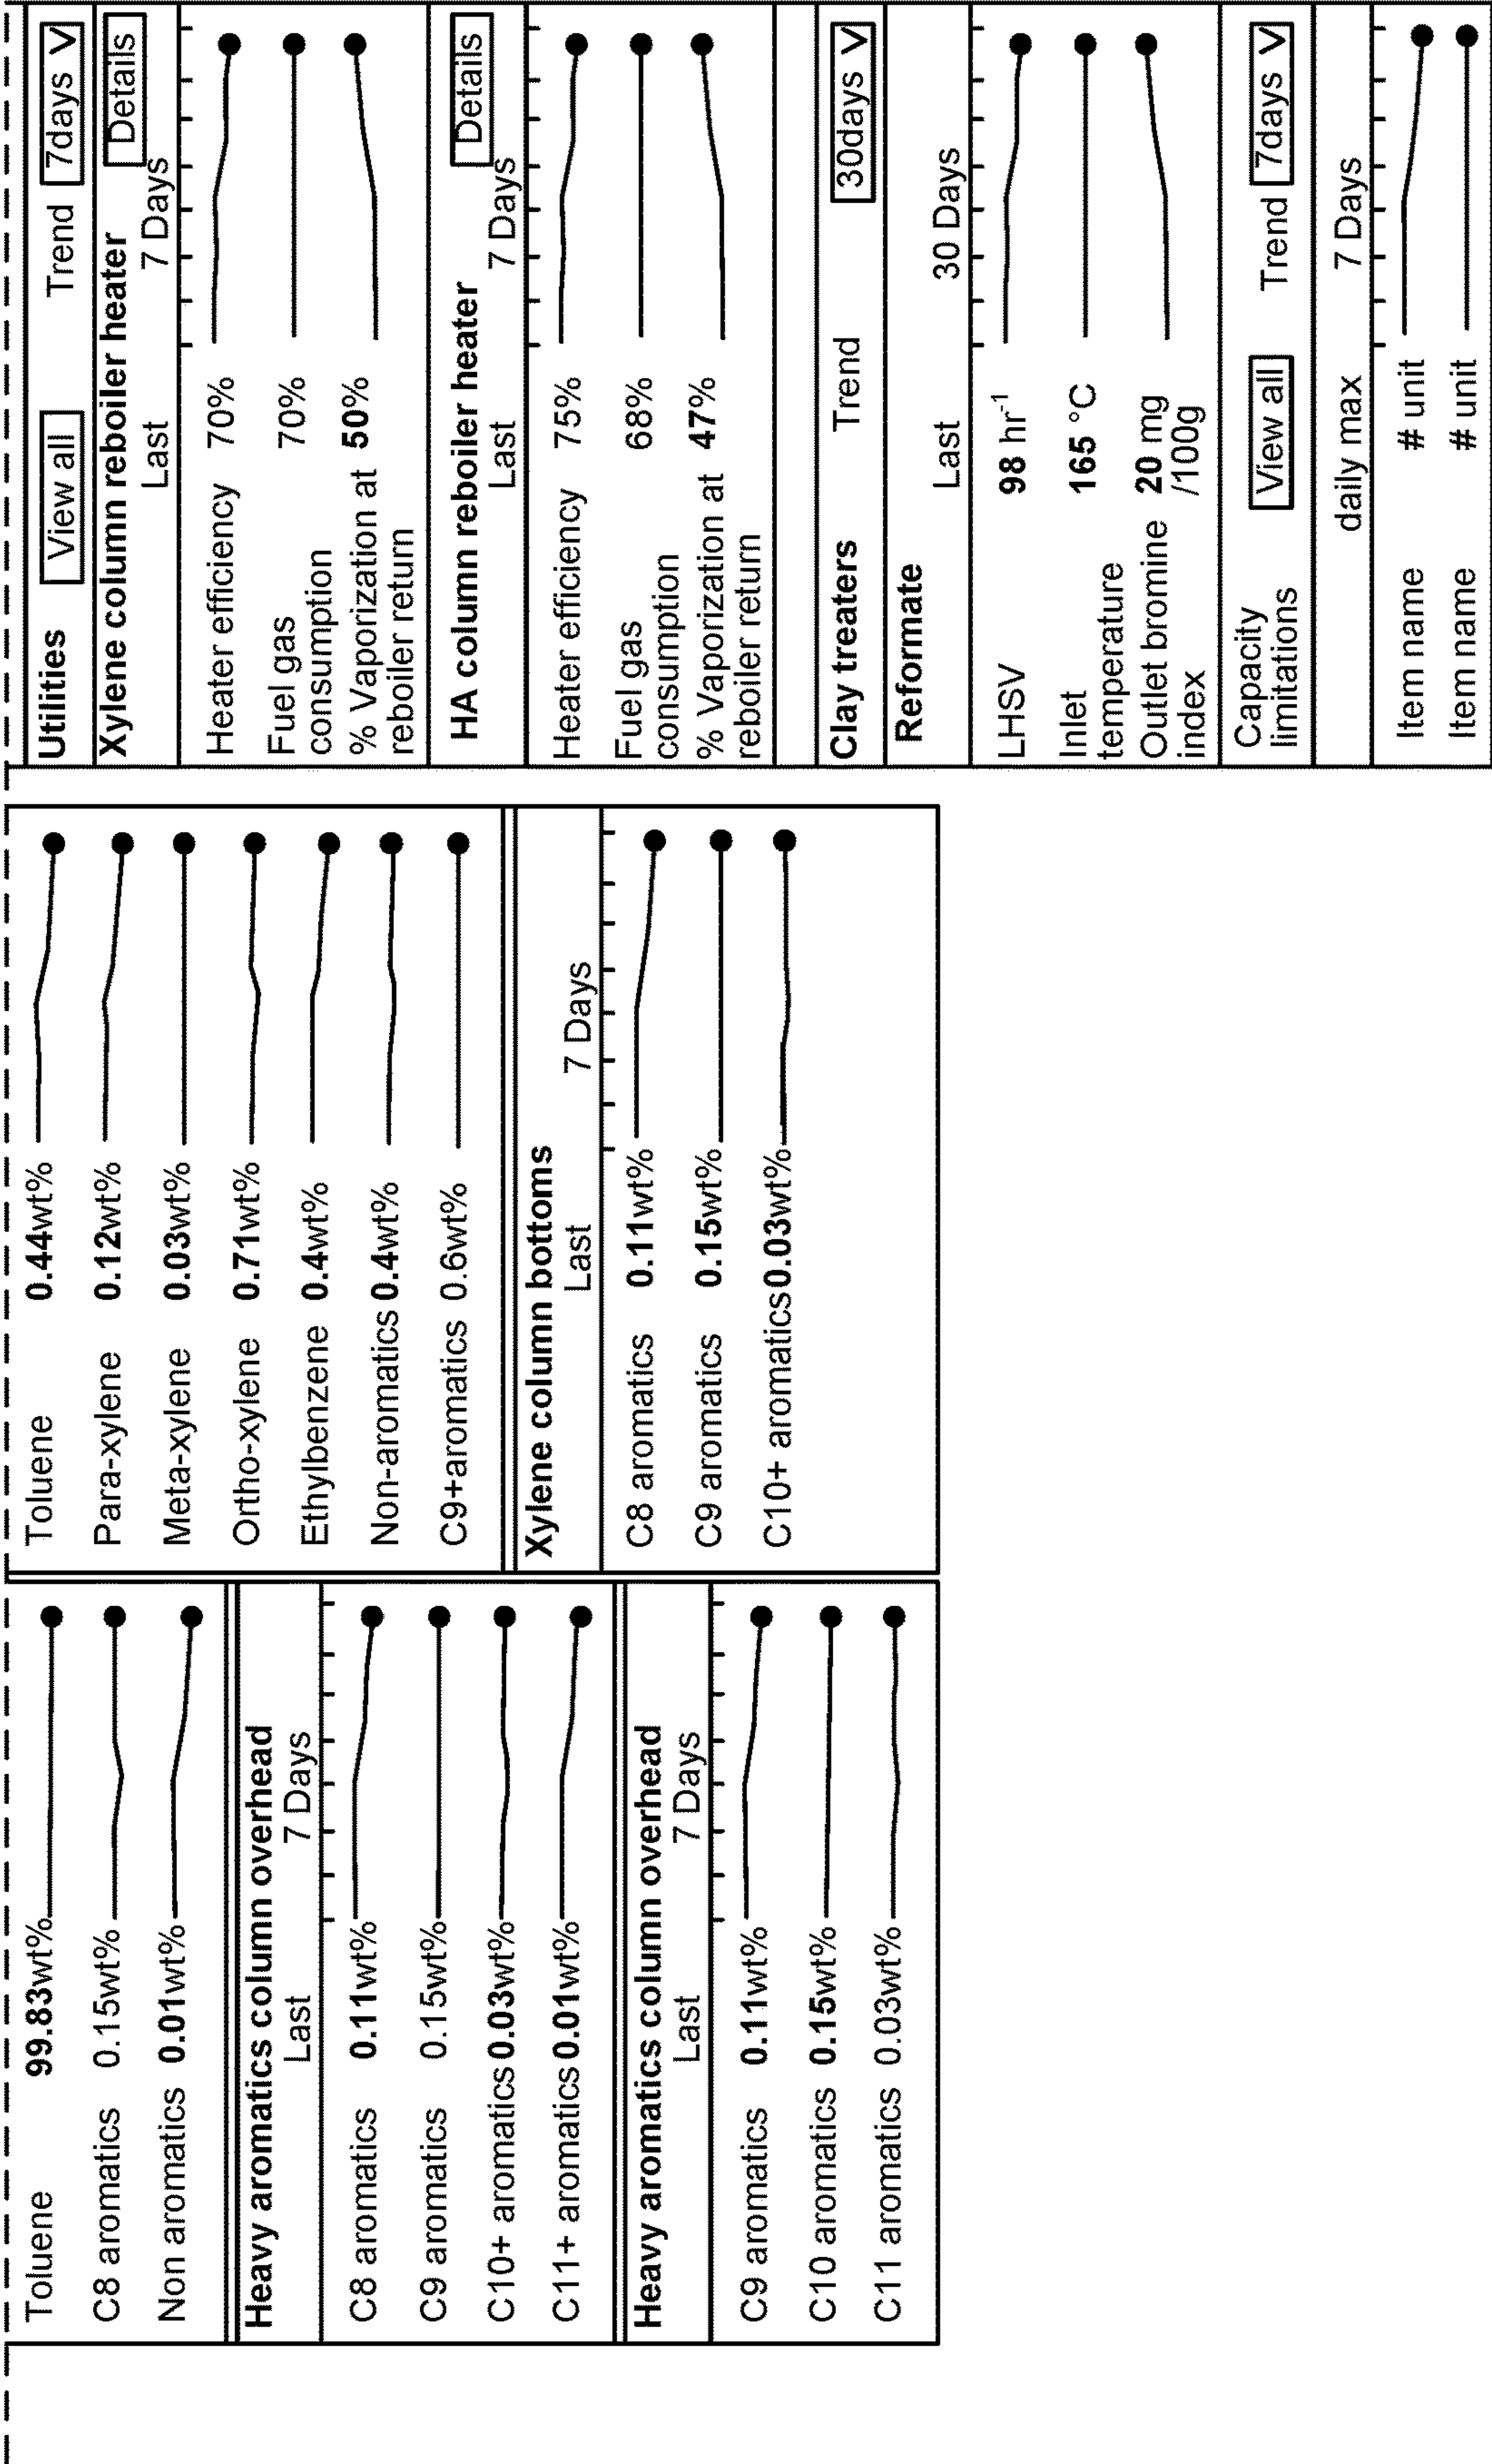 Toluene 99.83wt%
C8 aromatics 0.15wt%
Non aromatics 0.01wt%
Heavy aromatics column overhead
Last 7 Days
C8 aromatics 0.11wt%
C9 aromatics 0.15wt%
C10+ aromatics 0.03wt%
C11+ aromatics 0.01wt%
Heavy aromatics column overhead
Last 7 Days
C9 aromatics 0.11wt%
C10 aromatics 0.15wt%
C11 aromatics 0.03wt%
Toluene 0.44wt%
Para-xylene 0.12wt%
Meta-xylene 0.03wt%
Ortho-xylene 0.71wt%
Ethylbenzene 0.4wt%
Non-aromatics 0.4wt%
C9+aromatics 0.6wt%
Xylene column bottoms
Last 7 Days
C8 aromatics 0.11wt%
C9 aromatics 0.15wt%
C10+ aromatics 0.03wt%
Utilities View all Trend 7days V
Xylene column reboiler heater Details
Last 7 Days
Heater efficiency 70%
Fuel gas 70%
consumption
% Vaporization at 50%
reboiler return
HA column reboiler heater Details
Last 7 Days
Heater efficiency 75%
Fuel gas 68%
consumption
% Vaporization at 47%
reboiler return
Clay treaters Trend 30days V
Reformate
Last 30 Days
LHSV 98 hr⁻¹
Inlet 165 °C
temperature
Outlet bromine 20 mg
index /100g
Capacity View all Trend 7days V
limitations
daily max 7 Days
Item name # unit
Item name # unit